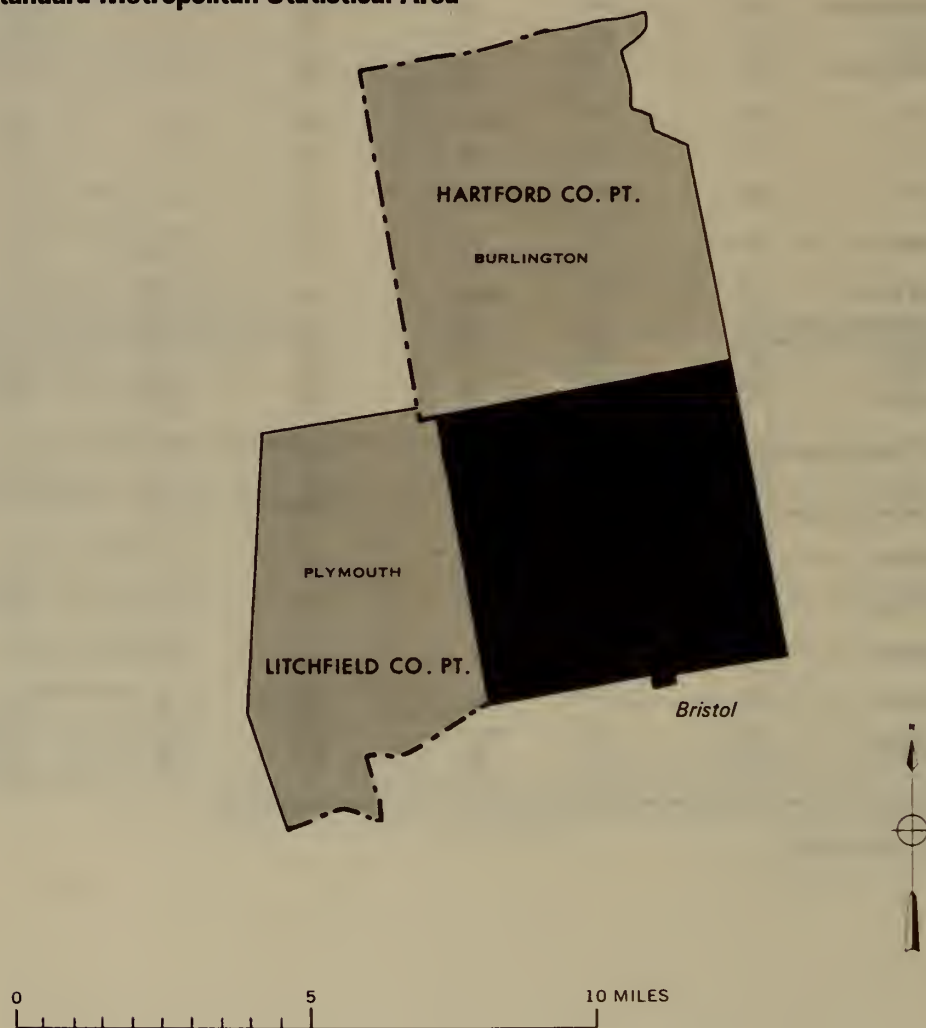 Standard Metropolitan Statistical Area
HARTFORD CO. PT.
BURLINGTON
PLYMOUTH
LITCHFIELD CO. PT.
Bristol
0 5 10 MILES